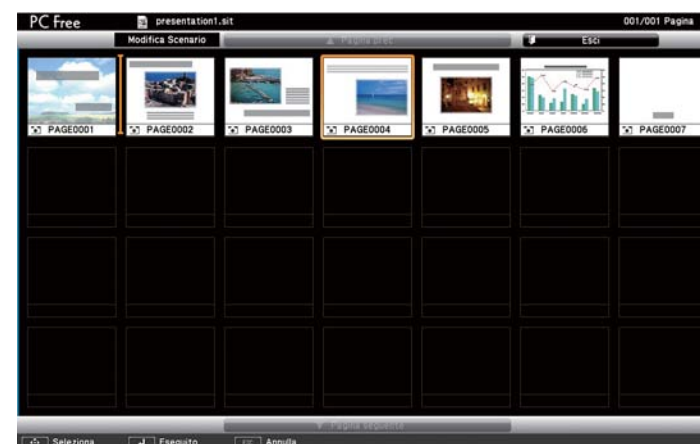 PC Free presentation1.sit 001/001 Pagina
Modifica Scenario Pagina prec. Esci
PAGE0001 PAGE0002 PAGE0003 PAGE0004 PAGE0005 PAGE0006 PAGE0007
Pagina seguente
Seleziona Eseguito ESC Annulla